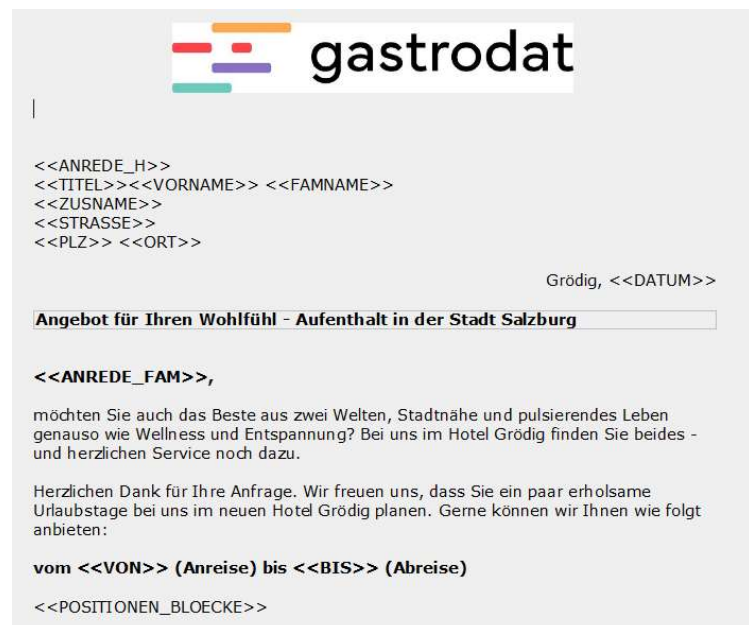 gastrodat
<<ANREDE_H>>
<<TITEL>><<VORNAME>> <<FAMNAME>>
<<ZUSNAME>>
<<STRASSE>>
<<PLZ>> <<ORT>>
Grödig, <<DATUM>>
Angebot für Ihren Wohlfühl - Aufenthalt in der Stadt Salzburg
<<ANREDE_FAM>>,
möchten Sie auch das Beste aus zwei Welten, Stadtnähe und pulsierendes Leben
genauso wie Wellness und Entspannung? Bei uns im Hotel Grödig finden Sie beides -
und herzlichen Service noch dazu.
Herzlichen Dank für Ihre Anfrage. Wir freuen uns, dass Sie ein paar erholsame
Urlaubstage bei uns im neuen Hotel Grödig planen. Gerne können wir Ihnen wie folgt
anbieten:
vom <<VON>> (Anreise) bis <<BIS>> (Abreise)
<<POSITIONEN_BLOECKE>>